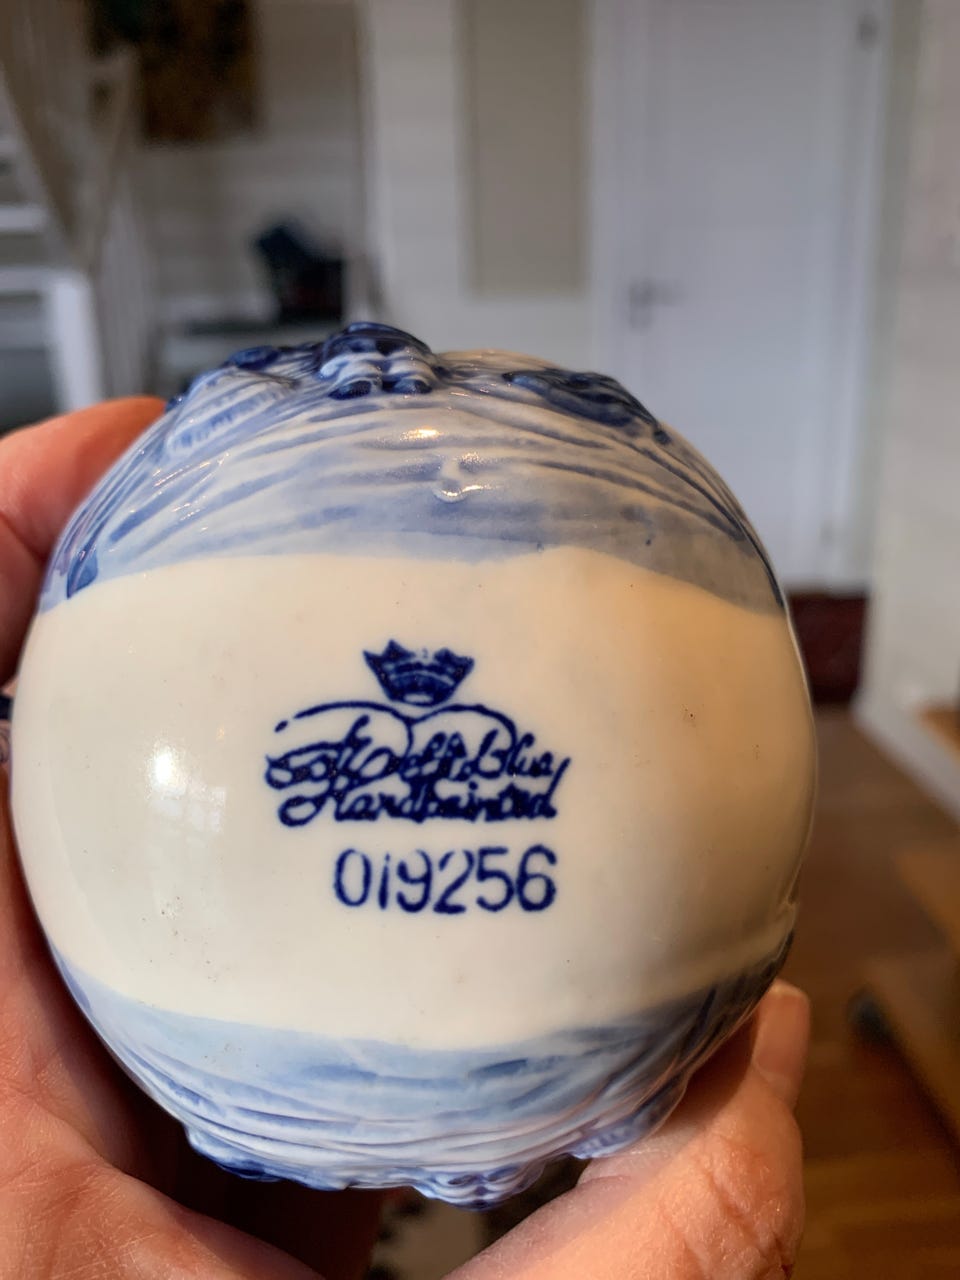 Delft Blue
Handpainted
019256